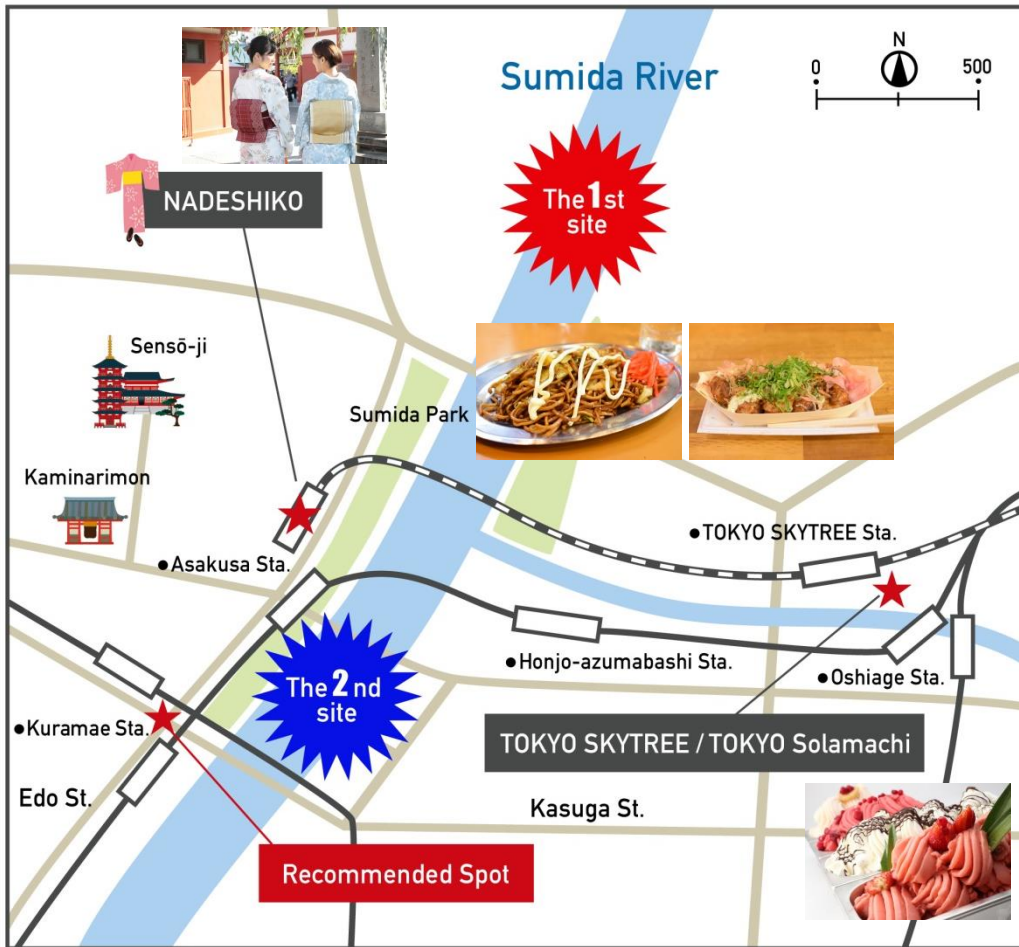 Sumida River
N
0
500
The 1st
site
NADESHIKO
Sensō-ji
Sumida Park
Kaminarimon
TOKYO SKYTREE Sta.
Asakusa Sta.
Honjo-azumabashi Sta.
Oshiage Sta.
The 2nd
site
Kuramae Sta.
TOKYO SKYTREE / TOKYO Solamachi
Edo St.
Kasuga St.
Recommended Spot